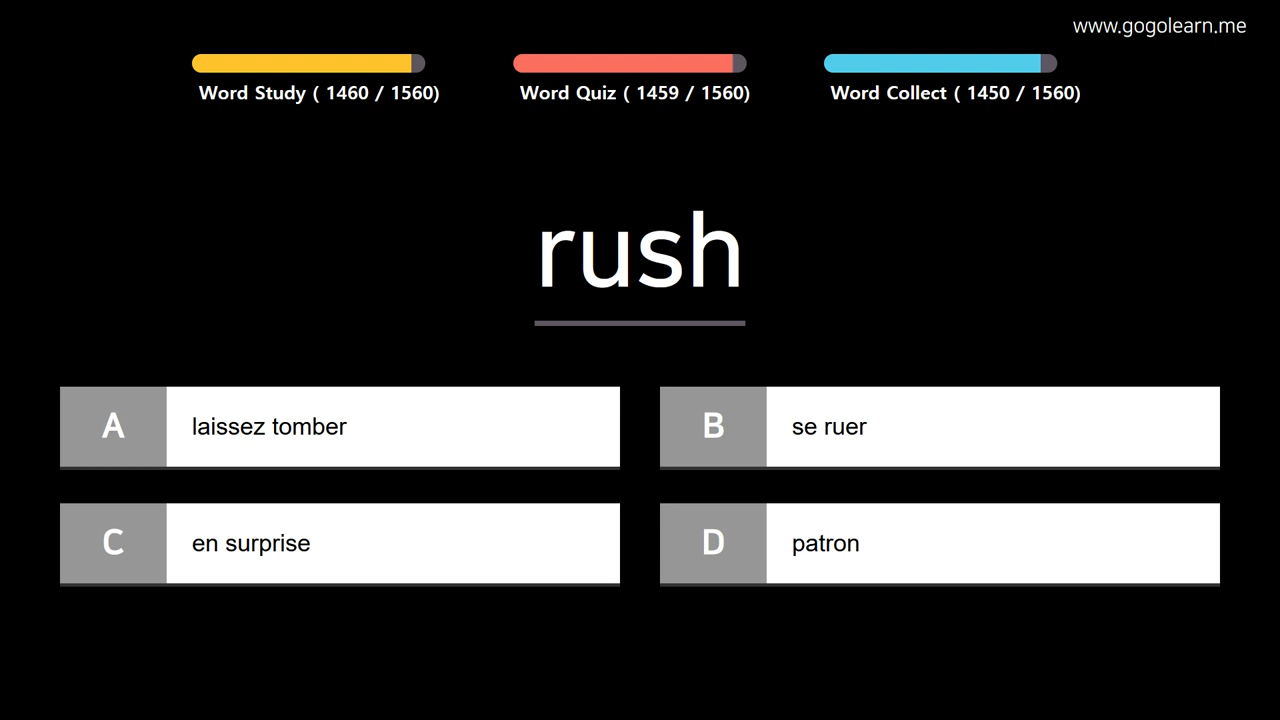 www.gogolearn.me
Word Study ( 1460 / 1560)
Word Quiz ( 1459 / 1560)
Word Collect ( 1450 / 1560)
rush
A laissez tomber
B se ruer
C en surprise
D patron